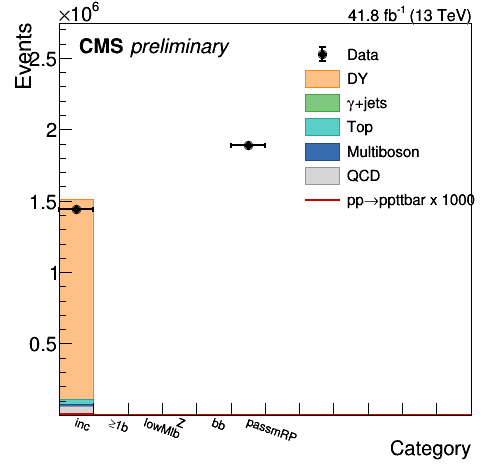 ×10⁶
41.8 fb⁻¹ (13 TeV)
Events
CMS preliminary
2.5
2
1.5
1
0.5
Data
DY
γ+jets
Top
Multiboson
QCD
pp→ppttbar x 1000
inc
≥1b
lowMlb
Z
bb
passmRP
Category